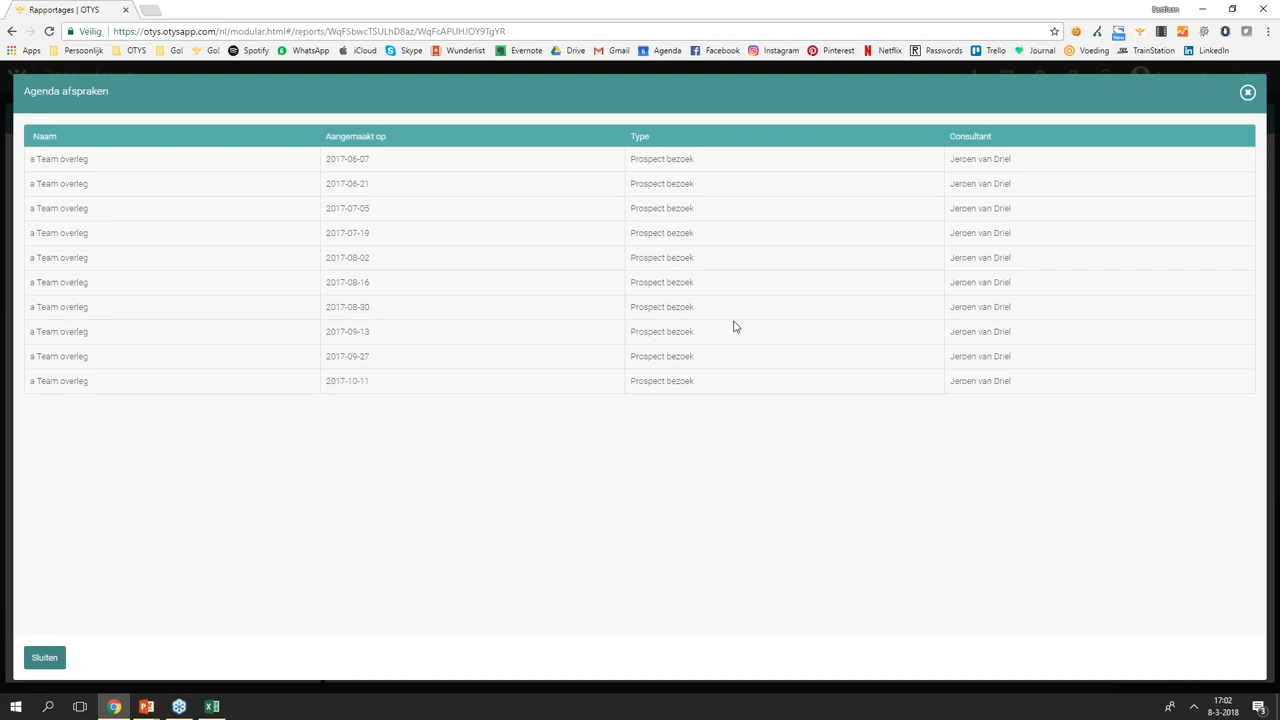 Rapportages | OTYS
Bastiaan
Veilig | https://otys.otysapp.com/nl/modular.html#/reports/WqFSbwcTSULhD8az/WqFcAPUHJOY9TgYR
Apps Persoonlijk OTYS Go! Spotify WhatsApp iCloud Skype Wunderlist Evernote Drive Gmail 6 Agenda Facebook Instagram Pinterest Netflix Passwords Trello Journal Voeding TrainStation LinkedIn
New
Agenda afspraken
Naam Aangemaakt op Type Consultant
a Team overleg 2017-06-07 Prospect bezoek Jeroen van Driel
a Team overleg 2017-06-21 Prospect bezoek Jeroen van Driel
a Team overleg 2017-07-05 Prospect bezoek Jeroen van Driel
a Team overleg 2017-07-19 Prospect bezoek Jeroen van Driel
a Team overleg 2017-08-02 Prospect bezoek Jeroen van Driel
a Team overleg 2017-08-16 Prospect bezoek Jeroen van Driel
a Team overleg 2017-08-30 Prospect bezoek Jeroen van Driel
a Team overleg 2017-09-13 Prospect bezoek Jeroen van Driel
a Team overleg 2017-09-27 Prospect bezoek Jeroen van Driel
a Team overleg 2017-10-11 Prospect bezoek Jeroen van Driel
Sluiten
17:02
8-3-2018
3